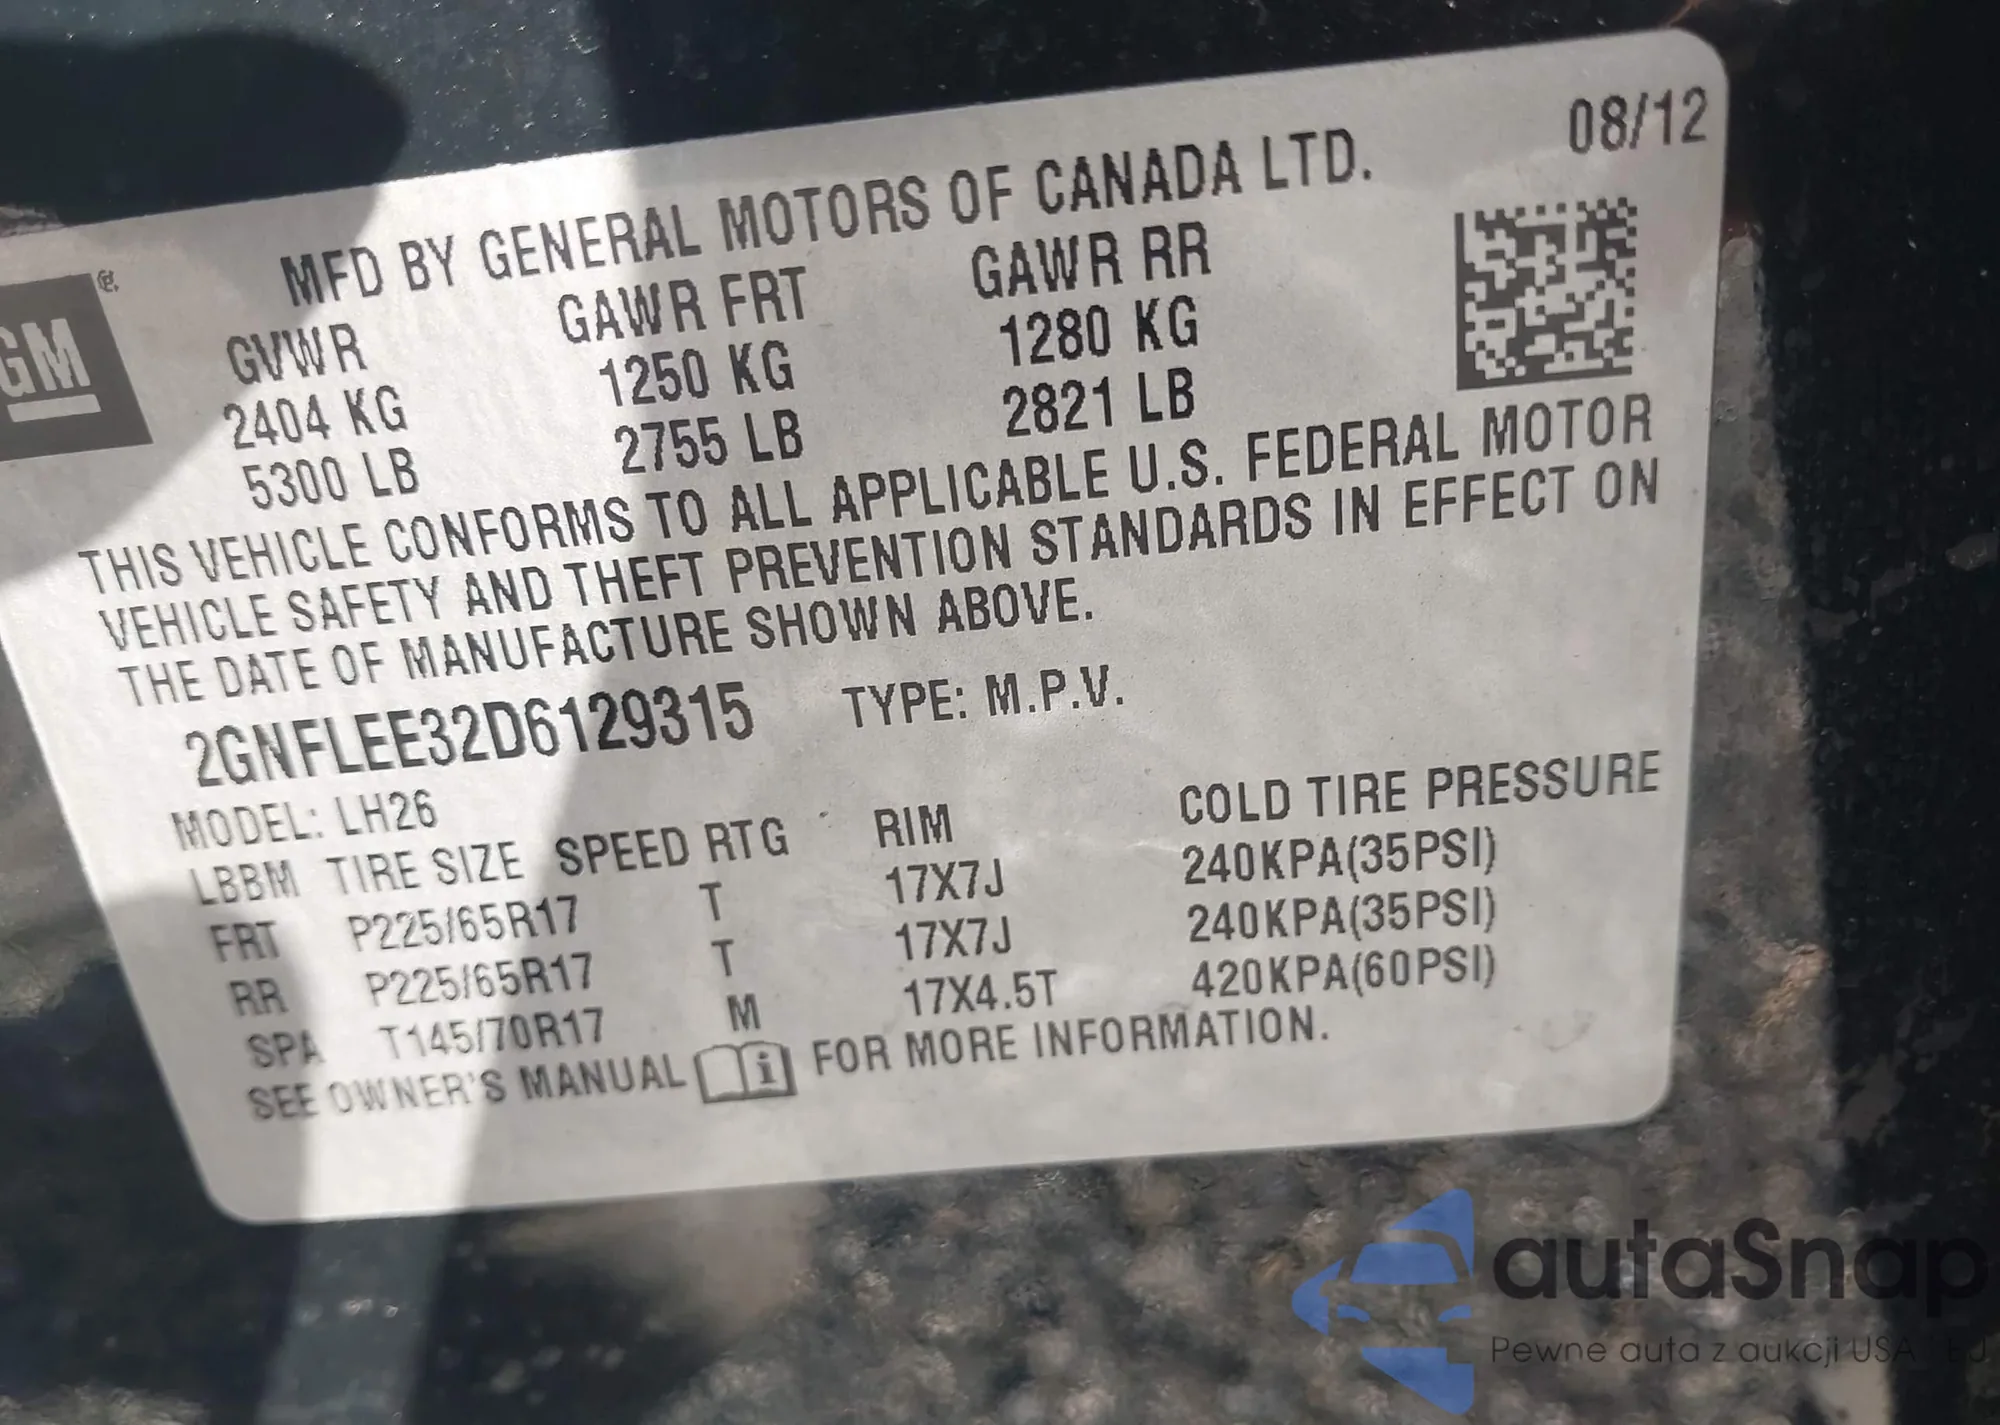 08/12
MFD BY GENERAL MOTORS OF CANADA LTD.
GM
GVWR GAWR FRT GAWR RR
2404 KG 1250 KG 1280 KG
5300 LB 2755 LB 2821 LB
THIS VEHICLE CONFORMS TO ALL APPLICABLE U.S. FEDERAL MOTOR
VEHICLE SAFETY AND THEFT PREVENTION STANDARDS IN EFFECT ON
THE DATE OF MANUFACTURE SHOWN ABOVE.
2GNFLEE32D6129315 TYPE: M.P.V.
MODEL: LH26
LBBM TIRE SIZE SPEED RTG RIM COLD TIRE PRESSURE
FRT P225/65R17 T 17X7J 240KPA(35PSI)
RR P225/65R17 T 17X7J 240KPA(35PSI)
SPA T145/70R17 M 17X4.5T 420KPA(60PSI)
SEE OWNER'S MANUAL FOR MORE INFORMATION.
autaSnap
Pewne auta z aukcji USA i EU